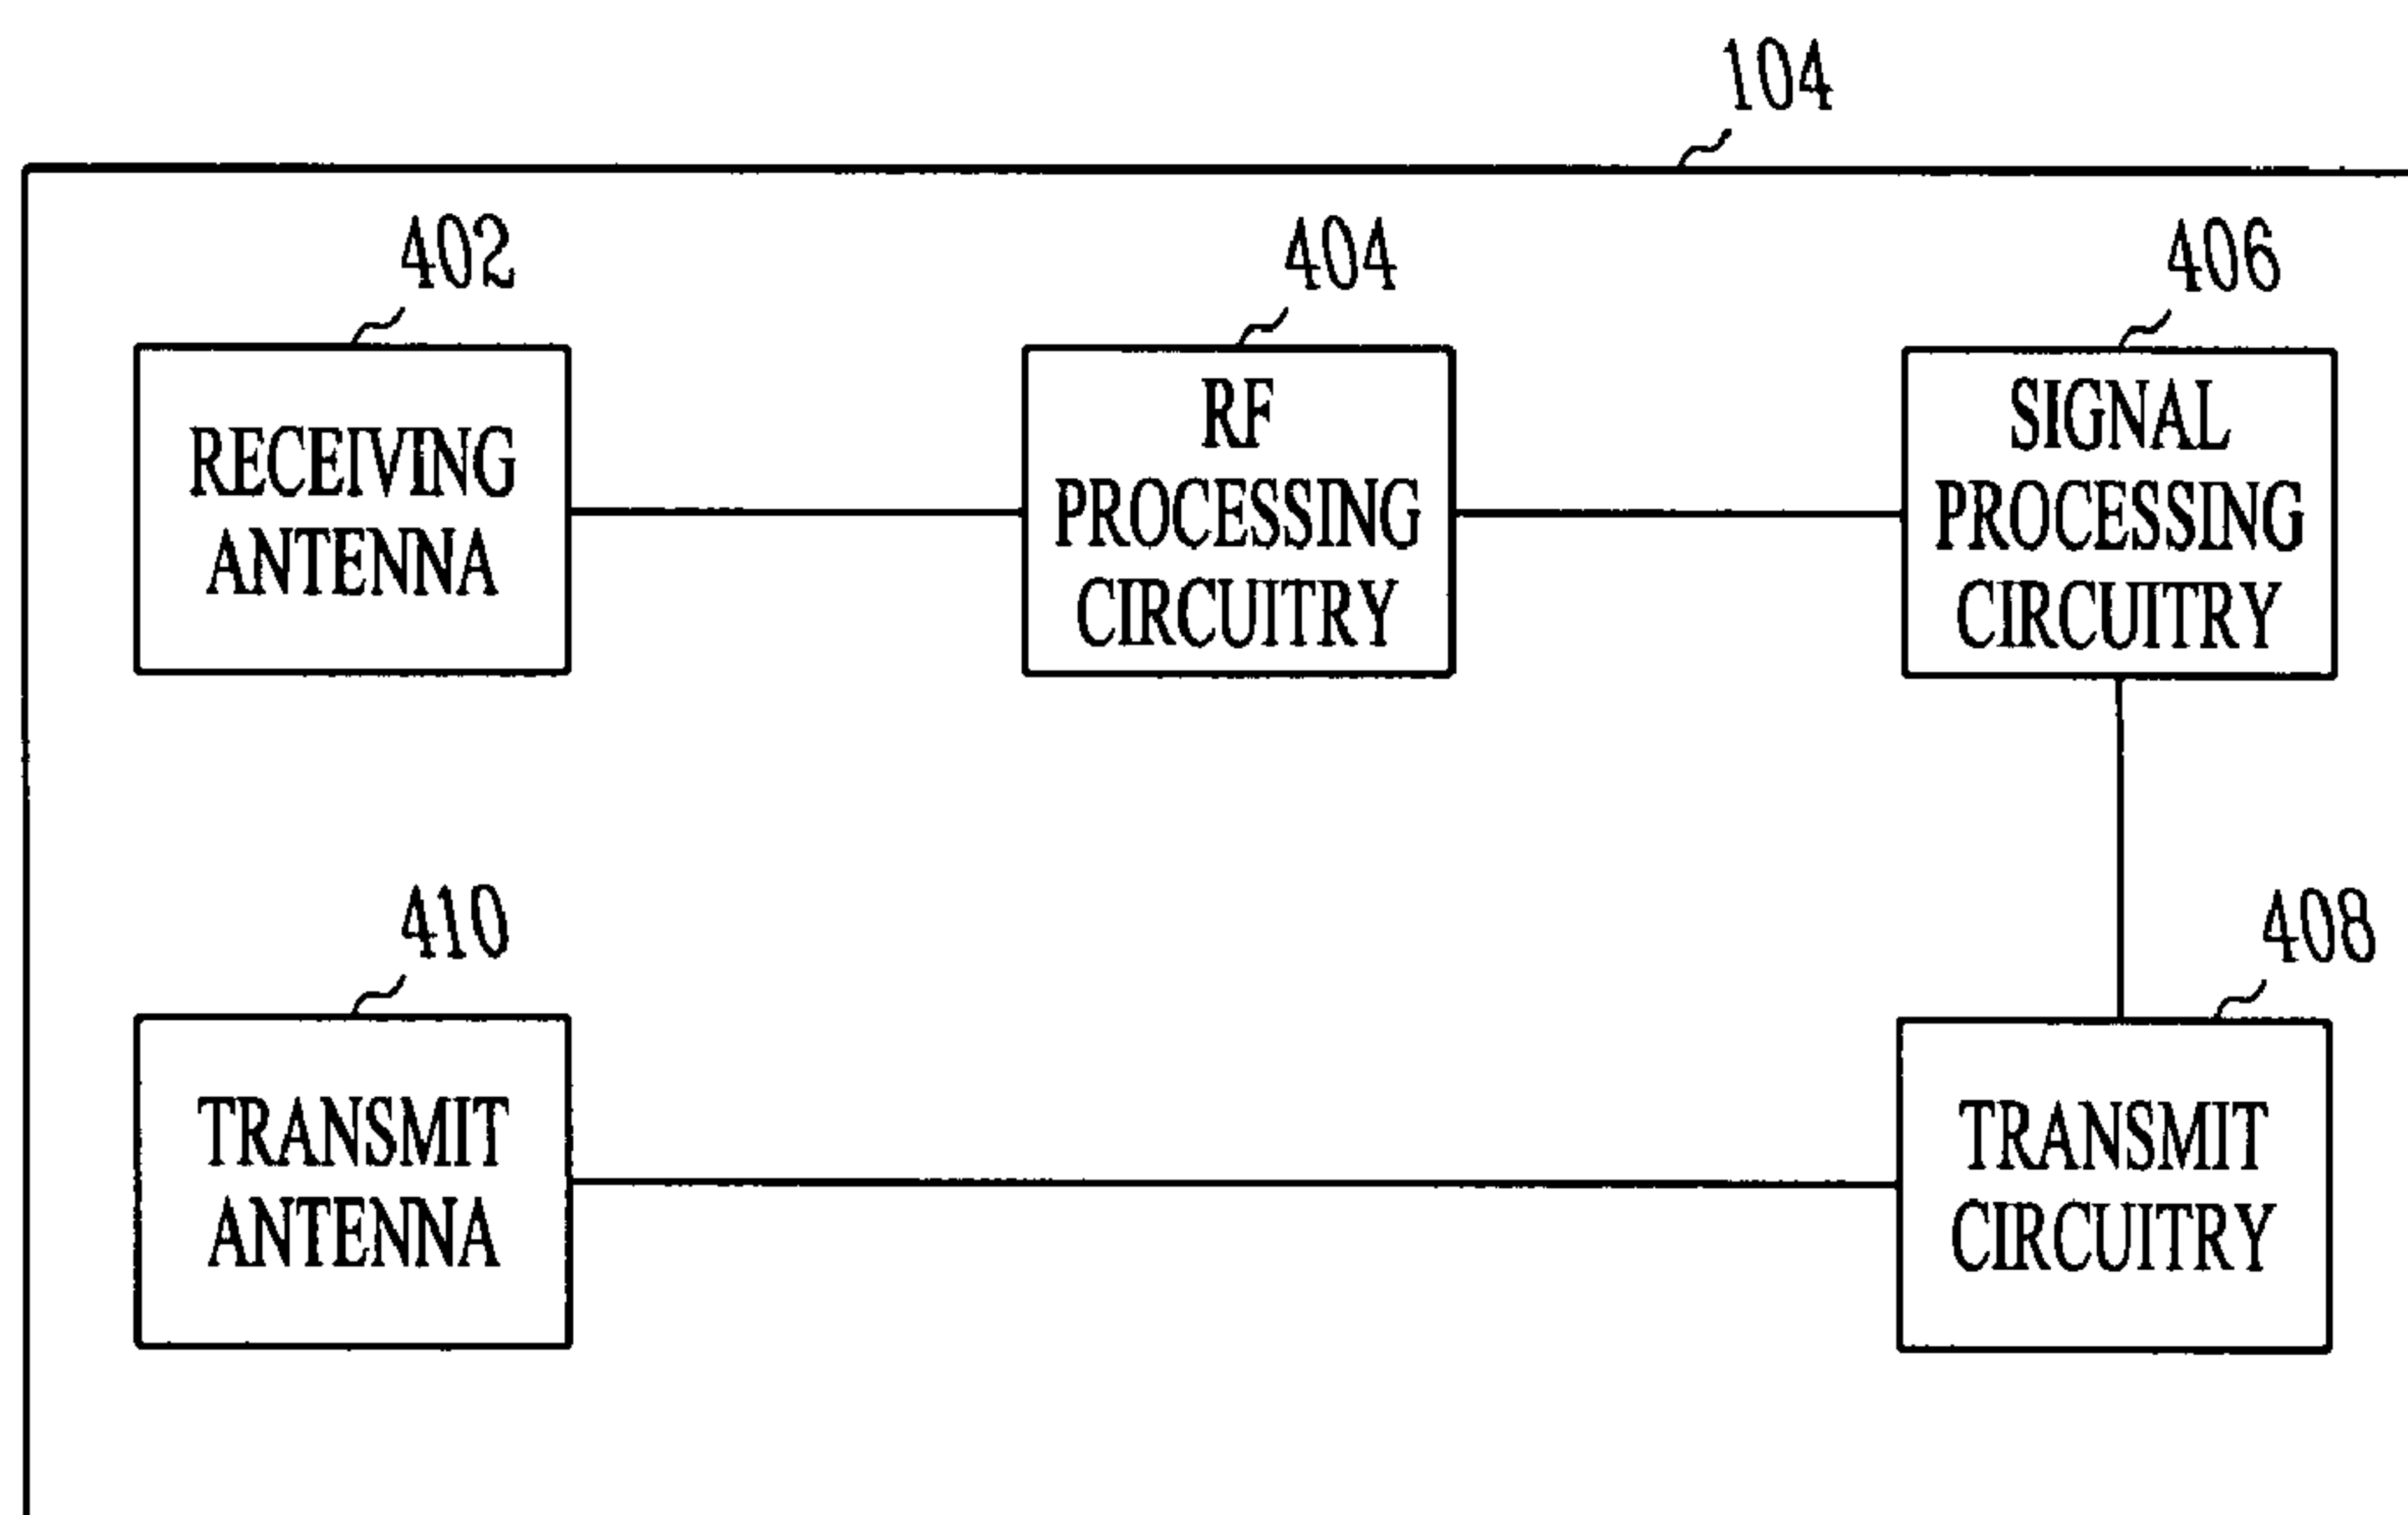 104
402
404
406
RECEIVING
ANTENNA
RF
PROCESSING
CIRCUITRY
SIGNAL
PROCESSING
CIRCUITRY
410
408
TRANSMIT
ANTENNA
TRANSMIT
CIRCUITRY